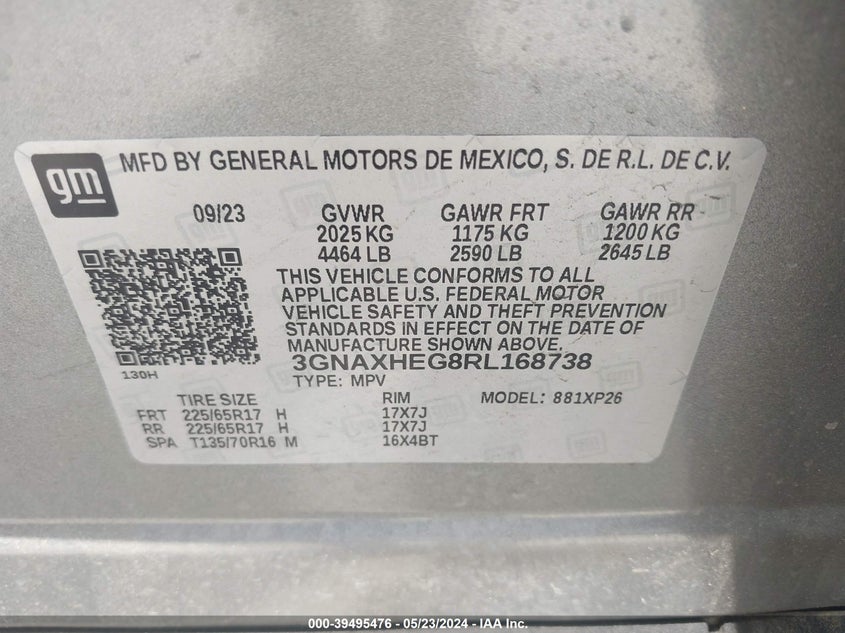 gm
MFD BY GENERAL MOTORS DE MEXICO, S. DE R.L. DE C.V.
09/23 GVWR GAWR FRT GAWR RR
2025 KG 1175 KG 1200 KG
4464 LB 2590 LB 2645 LB
THIS VEHICLE CONFORMS TO ALL
APPLICABLE U.S. FEDERAL MOTOR
VEHICLE SAFETY AND THEFT PREVENTION
STANDARDS IN EFFECT ON THE DATE OF
MANUFACTURE SHOWN ABOVE.
3GNAXHEG8RL168738
130H
TYPE: MPV
TIRE SIZE RIM MODEL: 881XP26
FRT 225/65R17 H 17X7J
RR 225/65R17 H 17X7J
SPA T135/70R16 M 16X4BT
000-39495476 - 05/23/2024 - IAA Inc.